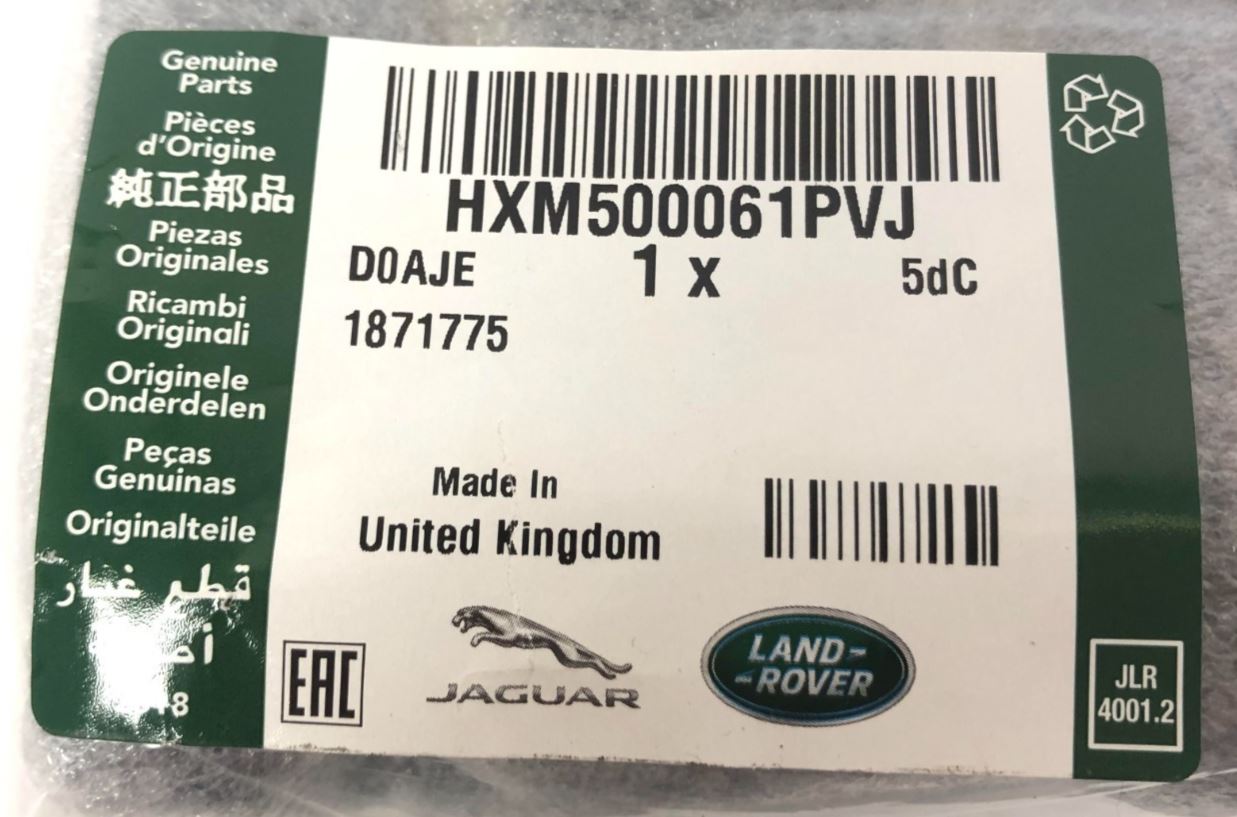 Genuine
Parts
Pièces
d'Origine
純正部品
Piezas
Originales
Ricambi
Originali
Originele
Onderdelen
Peças
Genuinas
Originalteile
قطع غيار
HXM500061PVJ
D0AJE 1 x 5dC
1871775
Made In
United Kingdom
EAC
JAGUAR
LAND-
-ROVER
JLR
4001.2